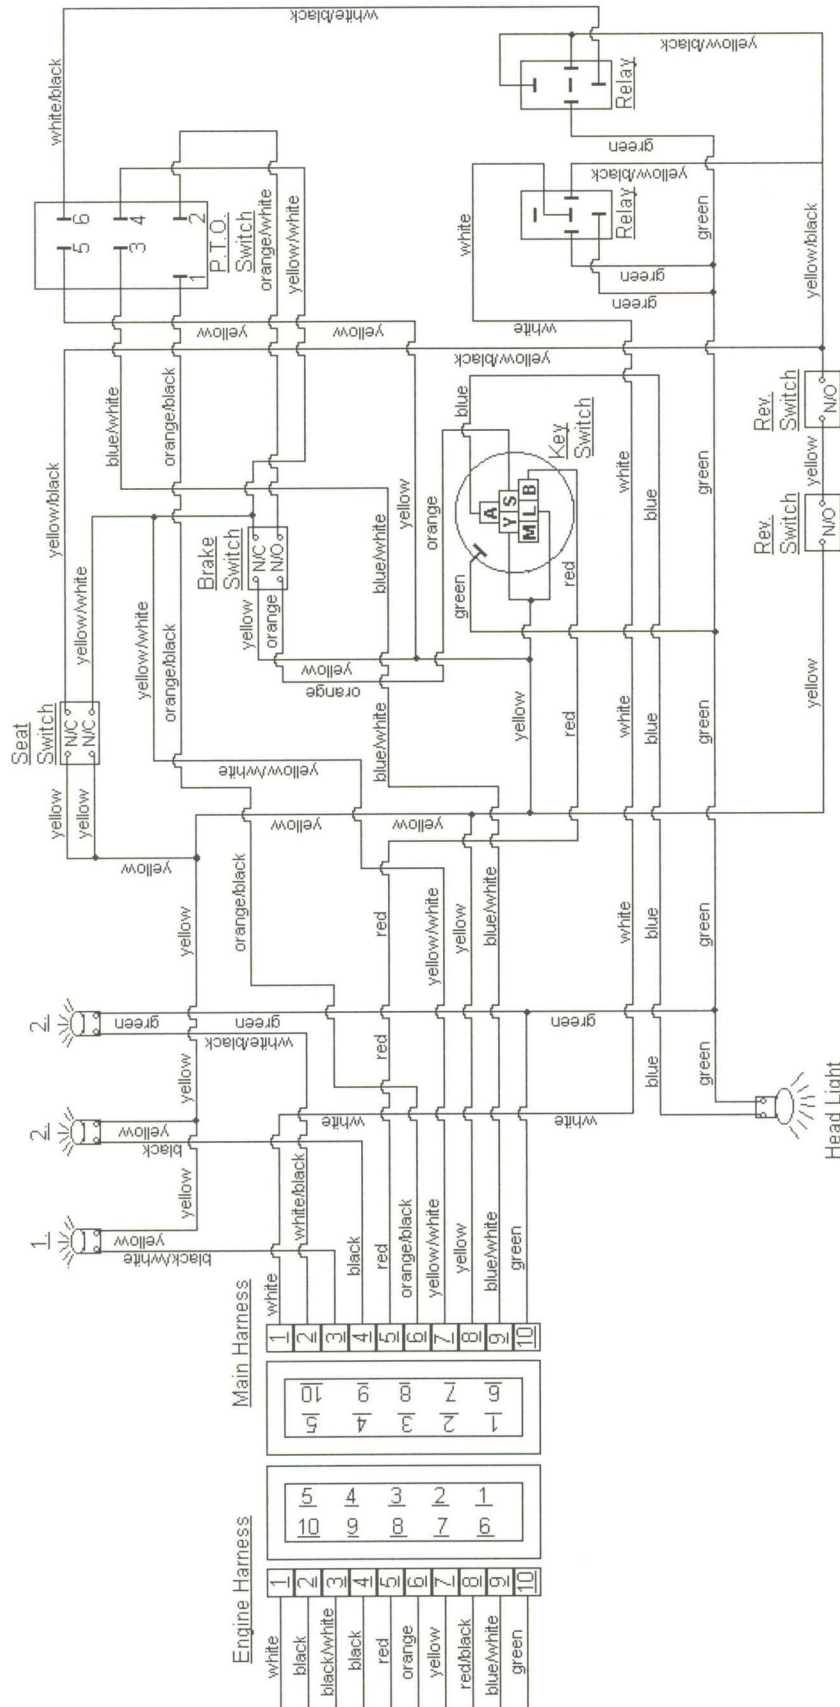 Engine Harness
white
black
black/white
black
red
orange
yellow
red/black
blue/white
green
1
2
3
4
5
6
7
8
9
10
5 4 3 2 1
10 9 8 7 6
Main Harness
10 9 8 7 6
5 4 3 2 1
1
2
3
4
5
6
7
8
9
10
white
white/black
black
red
orange/black
yellow/white
yellow
blue/white
green
1.
yellow
black/white
yellow
2.
yellow
black
yellow
2.
green
green
white/black
yellow
yellow
white
white
red
orange/black
red
yellow/white
yellow
blue/white
green
Head Light
blue
green
white
blue
green
Seat
Switch
N/C
N/C
yellow
yellow
yellow/black
yellow/white
yellow/white
orange/black
yellow/white
yellow
yellow
blue/white
Brake
Switch
N/C
N/O
yellow
orange
yellow
orange
blue/white
yellow
yellow
red
white
blue
green
yellow
Key
Switch
A
Y S
M L B
green
red
orange
blue
yellow
blue/white
orange/black
yellow
yellow
yellow/black
white
blue
green
Rev.
Switch
N/O
yellow
Rev.
Switch
N/O
yellow/black
P.T.O.
Switch
1 2
3 4
5 6
orange/white
yellow/white
white/black
white/black
white
white
Relay
green
green
yellow/black
green
Relay
green
yellow/black